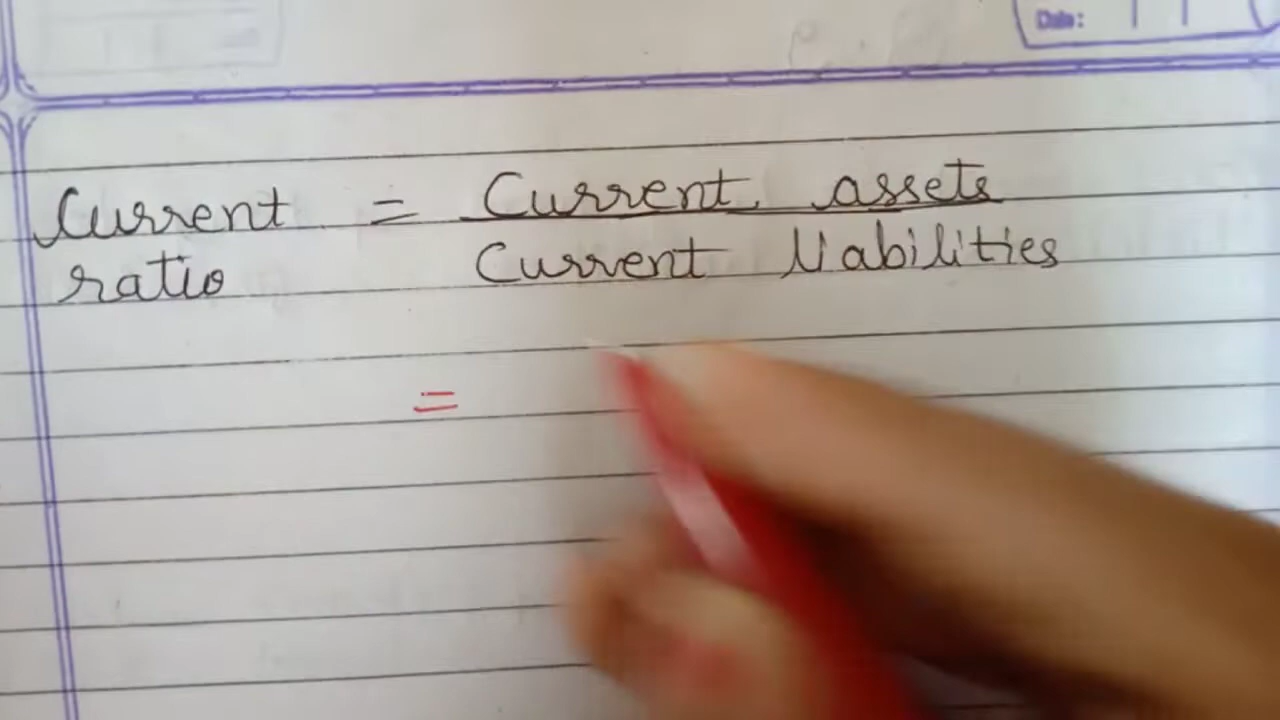 Date:
Current = Current assets
ratio Current liabilities
=